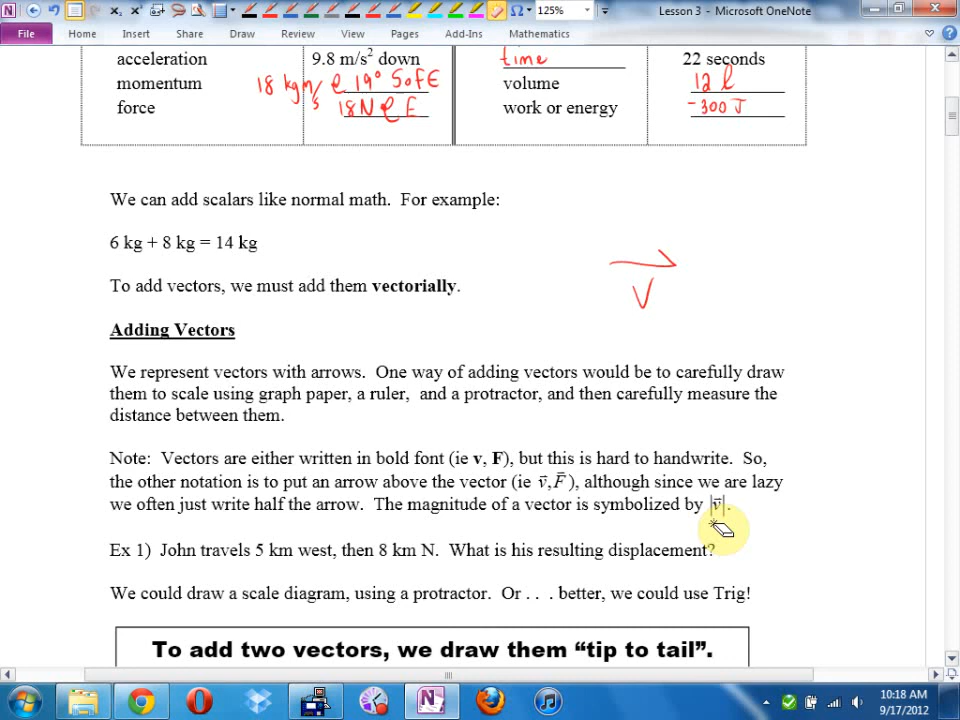 125%
Lesson 3 - Microsoft OneNote
File Home Insert Share Draw Review View Pages Add-Ins Mathematics
acceleration 9.8 m/s² down time 22 seconds
momentum 18 kg m/s @ 19° S of E volume 12 l
force 18 N @ E work or energy -300 J
We can add scalars like normal math. For example:
6 kg + 8 kg = 14 kg
To add vectors, we must add them vectorially.
V
Adding Vectors
We represent vectors with arrows. One way of adding vectors would be to carefully draw
them to scale using graph paper, a ruler, and a protractor, and then carefully measure the
distance between them.
Note: Vectors are either written in bold font (ie v, F), but this is hard to handwrite. So,
the other notation is to put an arrow above the vector (ie v⃗, F⃗), although since we are lazy
we often just write half the arrow. The magnitude of a vector is symbolized by |v⃗|.
Ex 1) John travels 5 km west, then 8 km N. What is his resulting displacement?
We could draw a scale diagram, using a protractor. Or . . . better, we could use Trig!
To add two vectors, we draw them “tip to tail”.
10:18 AM
9/17/2012